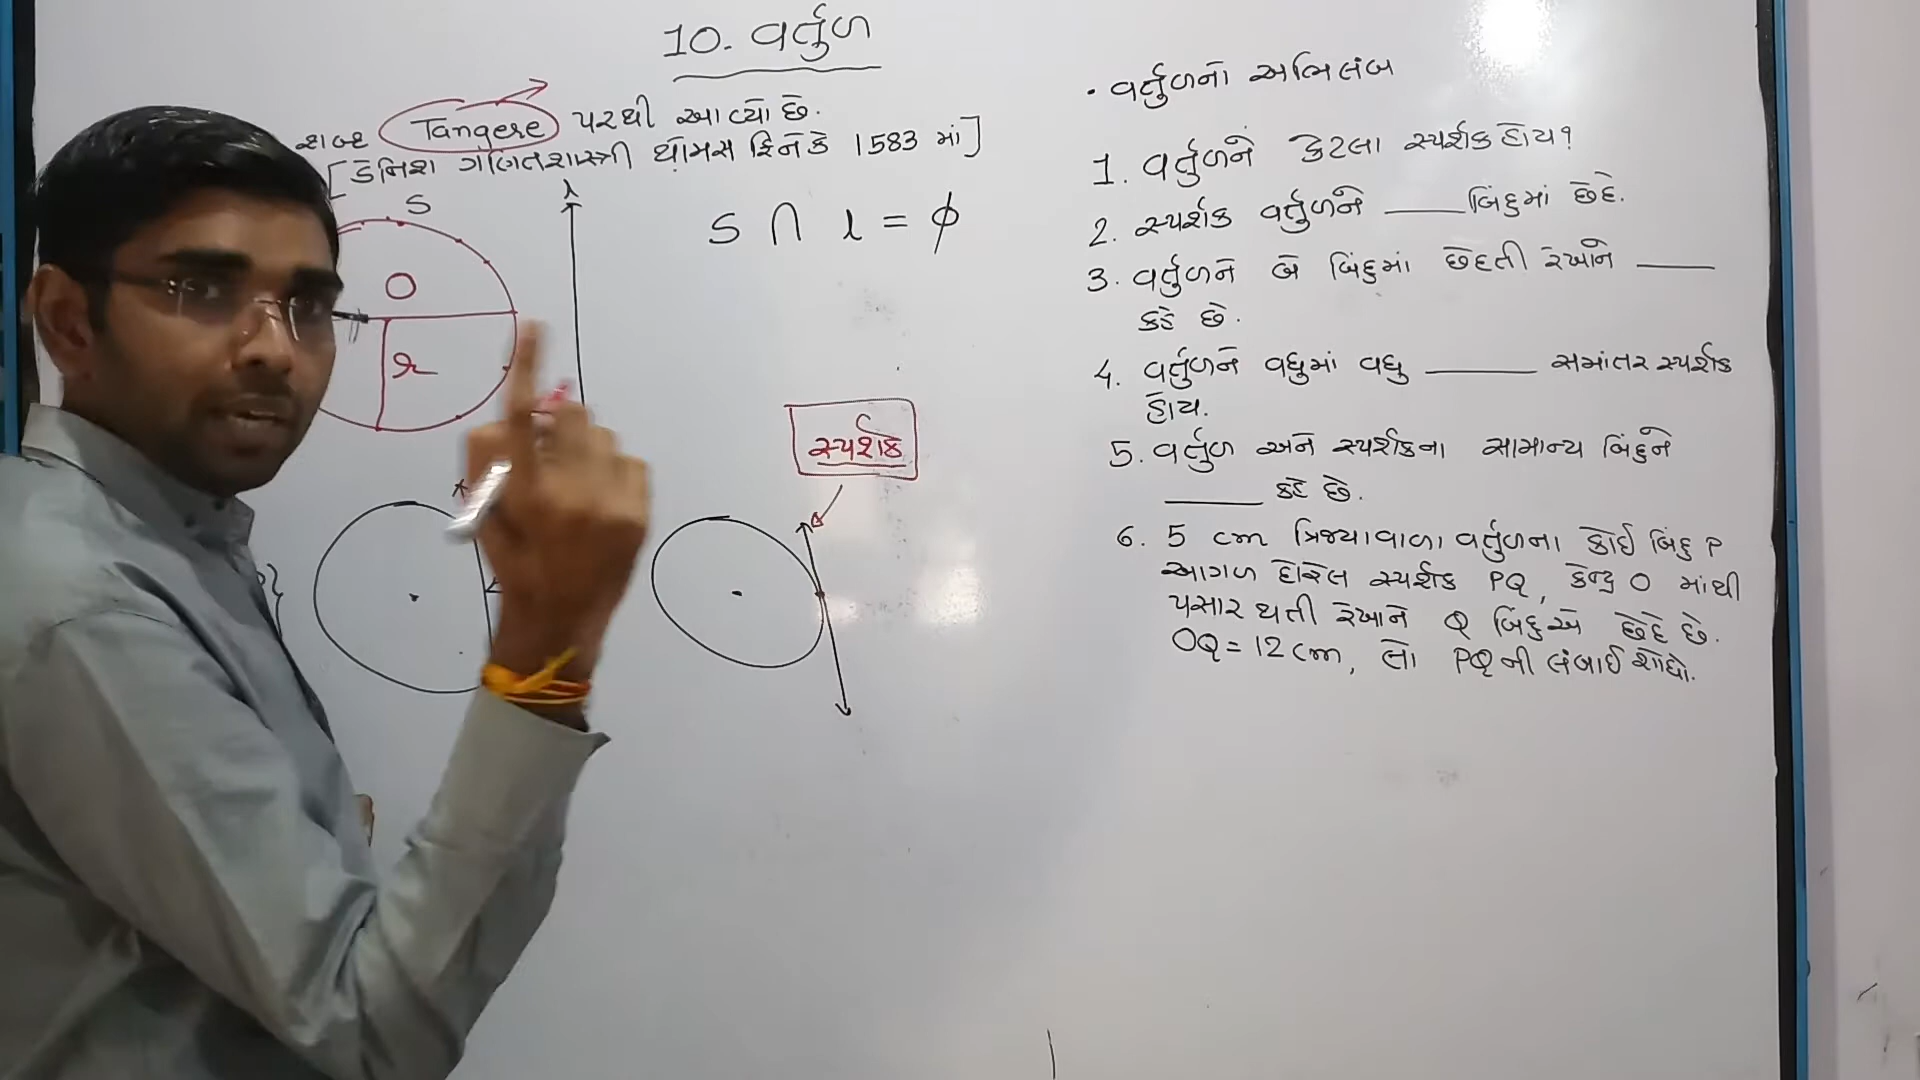 10. વર્તુળ
શબ્દ Tangere પરથી આવ્યો છે.
[ડેનિશ ગણિતશાસ્ત્રી થોમસ ફિનકે 1583 માં]
S
O
r
l
S ∩ l = ϕ
સ્પર્શક
• વર્તુળનો અભિલંબ
1. વર્તુળને કેટલા સ્પર્શક હોય?
2. સ્પર્શક વર્તુળને ____ બિંદુમાં છેદે.
3. વર્તુળને બે બિંદુમાં છેદતી રેખાને ____
કહે છે.
4. વર્તુળને વધુમાં વધુ ____ સમાંતર સ્પર્શક
હોય.
5. વર્તુળ અને સ્પર્શકના સામાન્ય બિંદુને
____ કહે છે.
6. 5 cm ત્રિજ્યાવાળા વર્તુળના કોઈ બિંદુ P
આગળ દોરેલ સ્પર્શક PQ, કેન્દ્ર O માંથી
પસાર થતી રેખાને Q બિંદુએ છેદે છે.
OQ = 12 cm, તો PQ ની લંબાઈ શોધો.